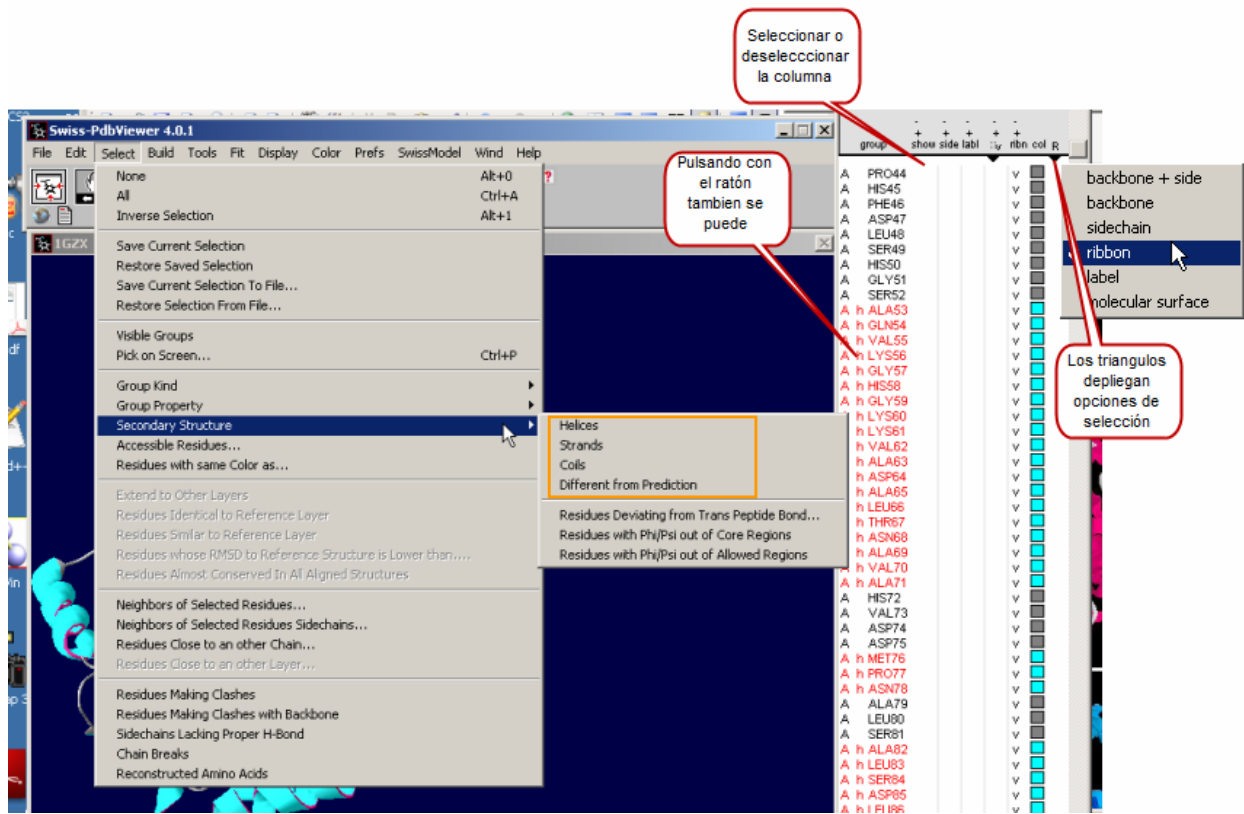 Seleccionar o
deselecccionar
la columna
Swiss-PdbViewer 4.0.1
File Edit Select Build Tools Fit Display Color Prefs SwissModel Wind Help
None Alt+0
All Ctrl+A
Inverse Selection Alt+1
Save Current Selection
Restore Saved Selection
Save Current Selection To File...
Restore Selection From File...
Visible Groups
Pick on Screen... Ctrl+P
Group Kind
Group Property
Secondary Structure
Accessible Residues...
Residues with same Color as...
Extend to Other Layers
Residues Identical to Reference Layer
Residues Similar to Reference Layer
Residues whose RMSD to Reference Structure is Lower than....
Residues Almost Conserved In All Aligned Structures
Neighbors of Selected Residues...
Neighbors of Selected Residues Sidechains...
Residues Close to an other Chain...
Residues Close to an other Layer...
Residues Making Clashes
Residues Making Clashes with Backbone
Sidechains Lacking Proper H-Bond
Chain Breaks
Reconstructed Amino Acids
1GZX
Helices
Strands
Coils
Different from Prediction
Residues Deviating from Trans Peptide Bond...
Residues with Phi/Psi out of Core Regions
Residues with Phi/Psi out of Allowed Regions
Pulsando con
el ratón
tambien se
puede
group show side labl ribn col R
A PRO44 v
A HIS45 v
A PHE46 v
A ASP47 v
A LEU48 v
A SER49 v
A HIS50 v
A GLY51 v
A SER52 v
A h ALA53 v
A h GLN54 v
A h VAL55 v
A h LYS56 v
A h GLY57 v
A h HIS58 v
A h GLY59 v
h LYS60 v
h LYS61 v
h VAL62 v
h ALA63 v
h ASP64 v
h ALA65 v
h LEU66 v
h THR67 v
h ASN68 v
h ALA69 v
h VAL70 v
A h ALA71 v
A HIS72 v
A VAL73 v
A ASP74 v
A ASP75 v
A h MET76 v
A h PRO77 v
A h ASN78 v
A ALA79 v
A LEU80 v
A SER81 v
A h ALA82 v
A h LEU83 v
A h SER84 v
A h ASP85 v
A h LEU86 v
backbone + side
backbone
sidechain
ribbon
label
molecular surface
Los triangulos
depliegan
opciones de
selección